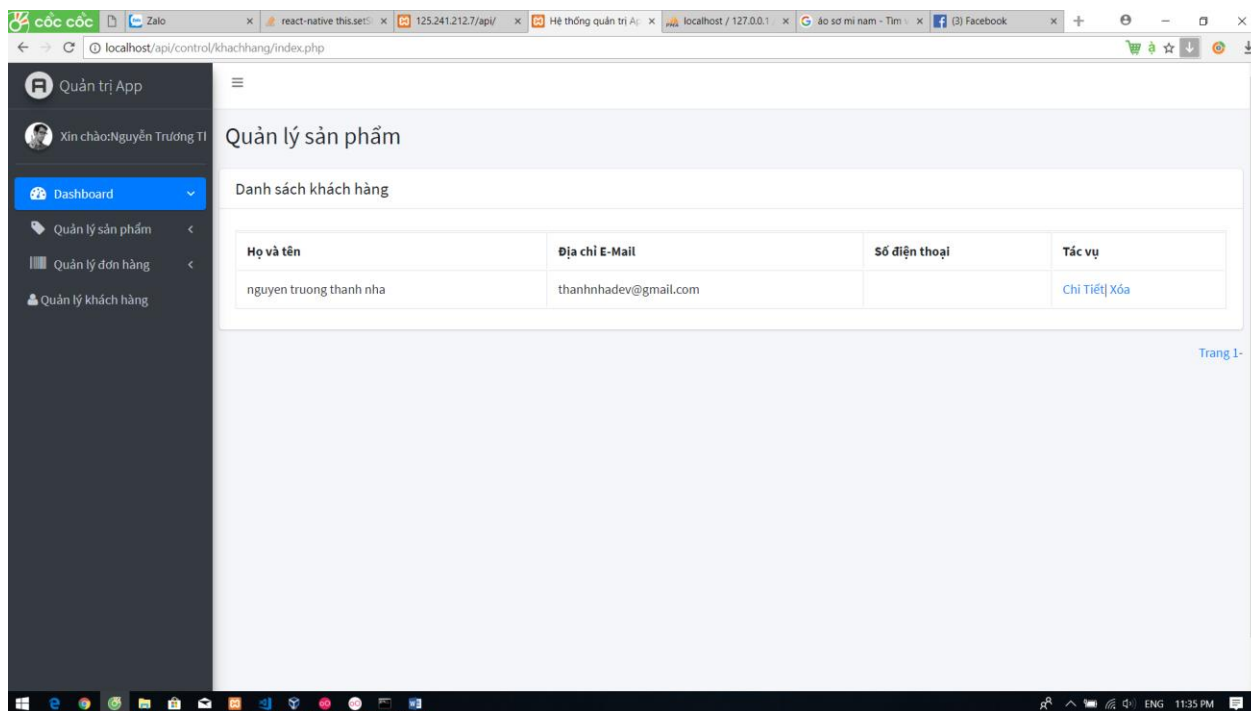 cốc cốc Zalo react-native this.setS 125.241.212.7/api/ Hệ thống quản trị Ap localhost / 127.0.0.1 / áo sơ mi nam - Tìm (3) Facebook
localhost/api/control/khachhang/index.php
Quản trị App
Xin chào:Nguyễn Trương Tl
Quản lý sản phẩm
Dashboard
Danh sách khách hàng
Quản lý sản phẩm
Quản lý đơn hàng
Quản lý khách hàng
Họ và tên Địa chỉ E-Mail Số điện thoại Tác vụ
nguyen truong thanh nha thanhnhadev@gmail.com Chi Tiết| Xóa
Trang 1-
ENG 11:35 PM